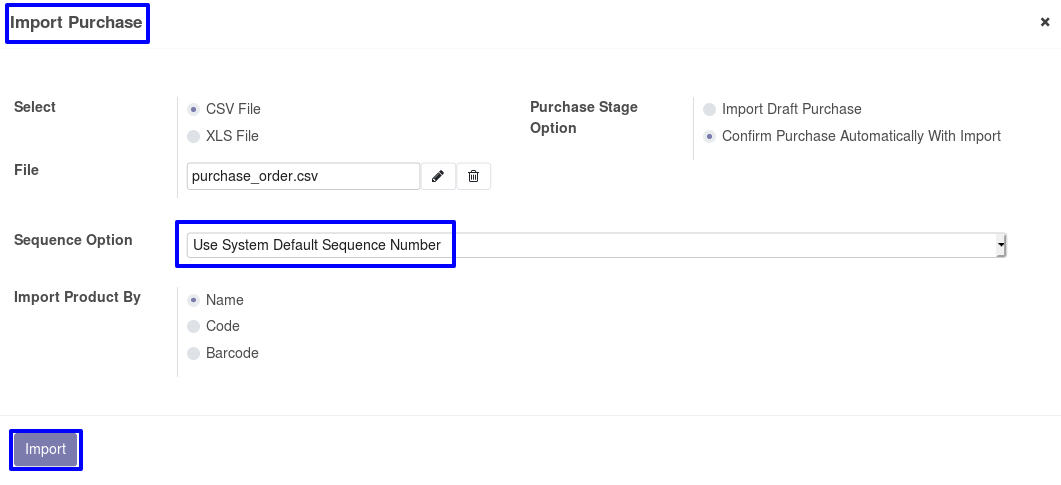 Import Purchase
Select
CSV File
XLS File
Purchase Stage
Option
Import Draft Purchase
Confirm Purchase Automatically With Import
File
purchase_order.csv
Sequence Option
Use System Default Sequence Number
Import Product By
Name
Code
Barcode
Import